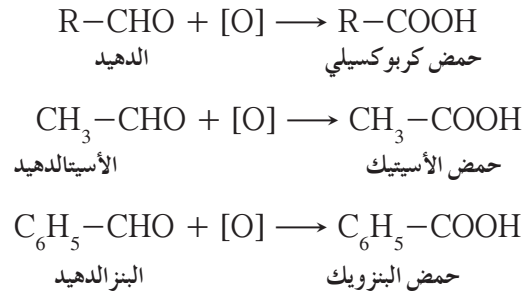 R−CHO + [O] ⟶ R−COOH
الدهيد حمض كربوكسيلي
CH₃−CHO + [O] ⟶ CH₃−COOH
الأسيتالدهيد حمض الأسيتيك
C₆H₅−CHO + [O] ⟶ C₆H₅−COOH
البنزالدهيد حمض البنزويك